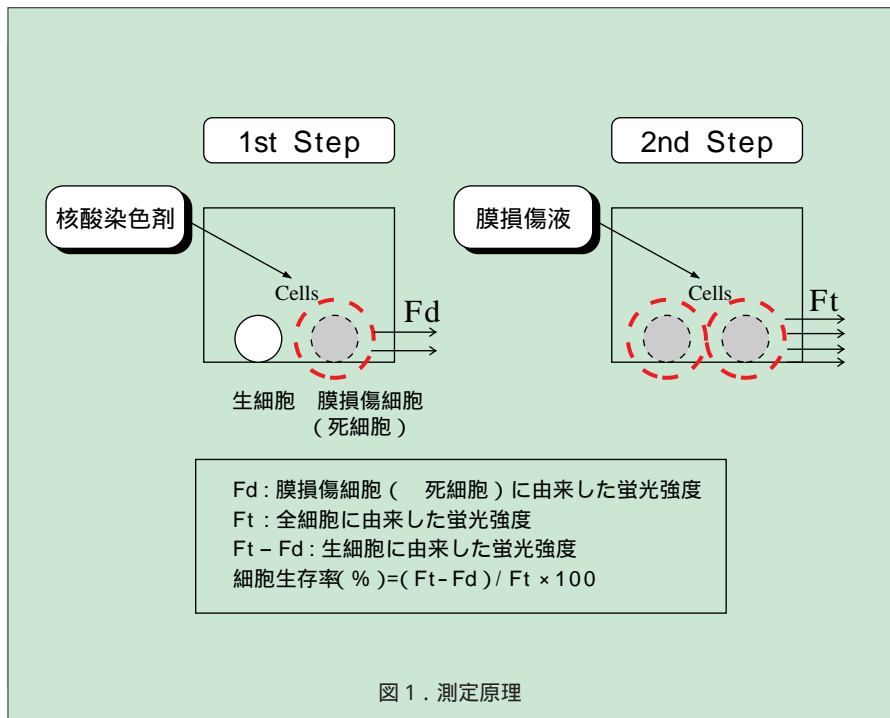 1st Step
2nd Step
核酸染色剤
膜損傷液
Cells
Fd
Cells
Ft
生細胞 膜損傷細胞
(死細胞)
Fd:膜損傷細胞( 死細胞)に由来した蛍光強度
Ft:全細胞に由来した蛍光強度
Ft–Fd:生細胞に由来した蛍光強度
細胞生存率(%)=(Ft-Fd)/Ft×100
図1.測定原理